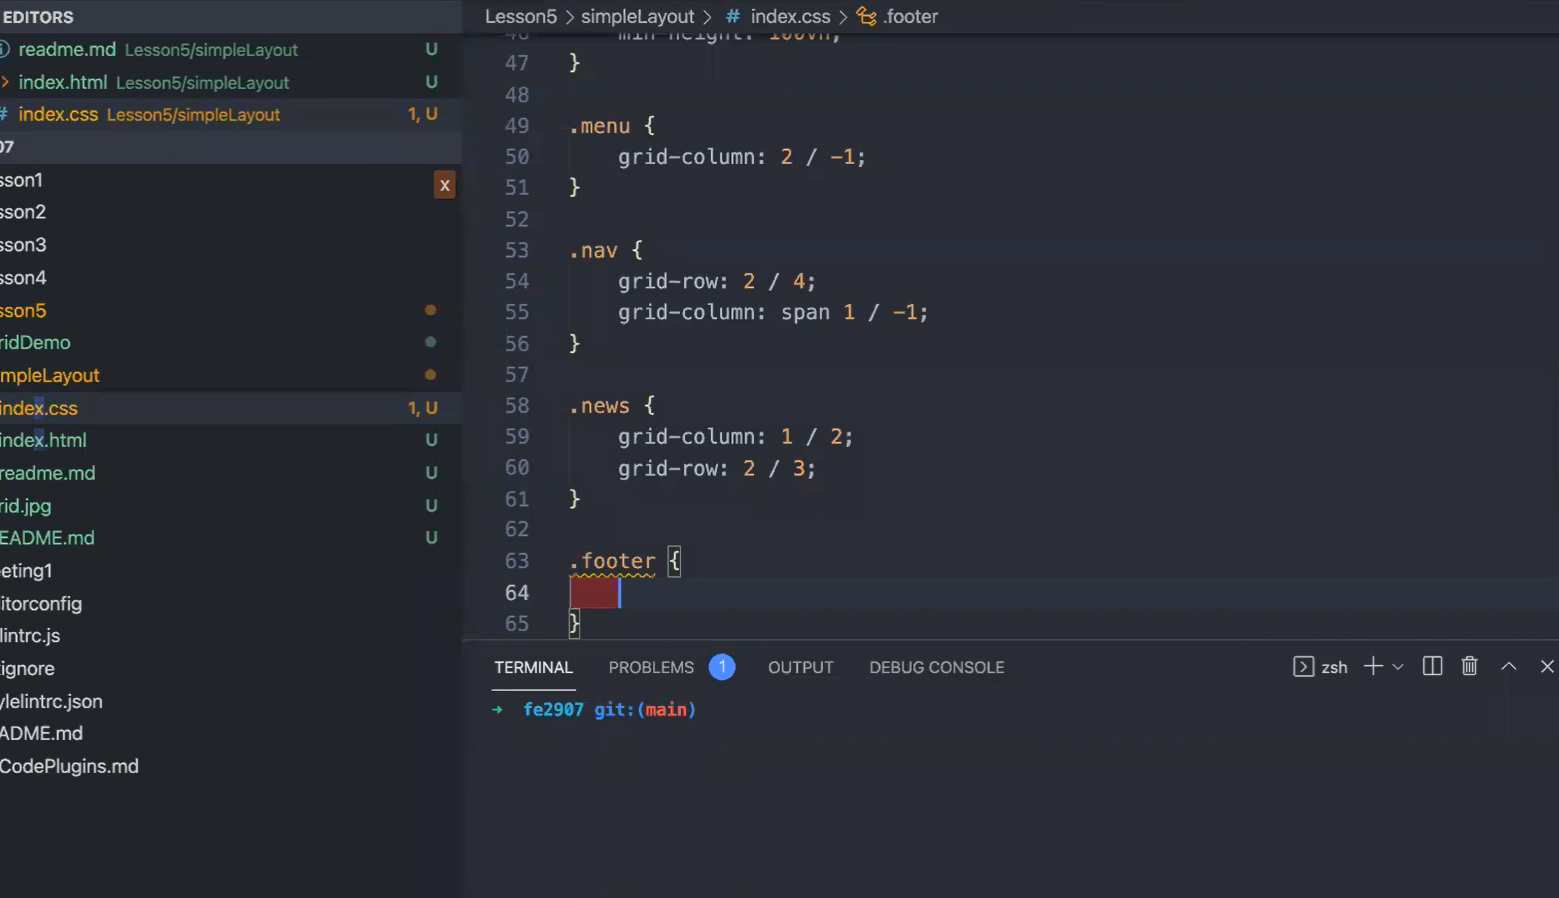 EDITORS
readme.md Lesson5/simpleLayout U
index.html Lesson5/simpleLayout U
# index.css Lesson5/simpleLayout 1, U
07
sson1
x
sson2
sson3
sson4
sson5
ridDemo
mpleLayout
index.css 1, U
index.html U
readme.md U
rid.jpg U
EADME.md U
eting1
itorconfig
lintrc.js
ignore
ylelintrc.json
ADME.md
CodePlugins.md
Lesson5 > simpleLayout > # index.css > .footer
46 min-height: 100vh;
47 }
48
49 .menu {
50 grid-column: 2 / -1;
51 }
52
53 .nav {
54 grid-row: 2 / 4;
55 grid-column: span 1 / -1;
56 }
57
58 .news {
59 grid-column: 1 / 2;
60 grid-row: 2 / 3;
61 }
62
63 .footer {
64
65 }
TERMINAL PROBLEMS 1 OUTPUT DEBUG CONSOLE zsh
→ fe2907 git:(main)